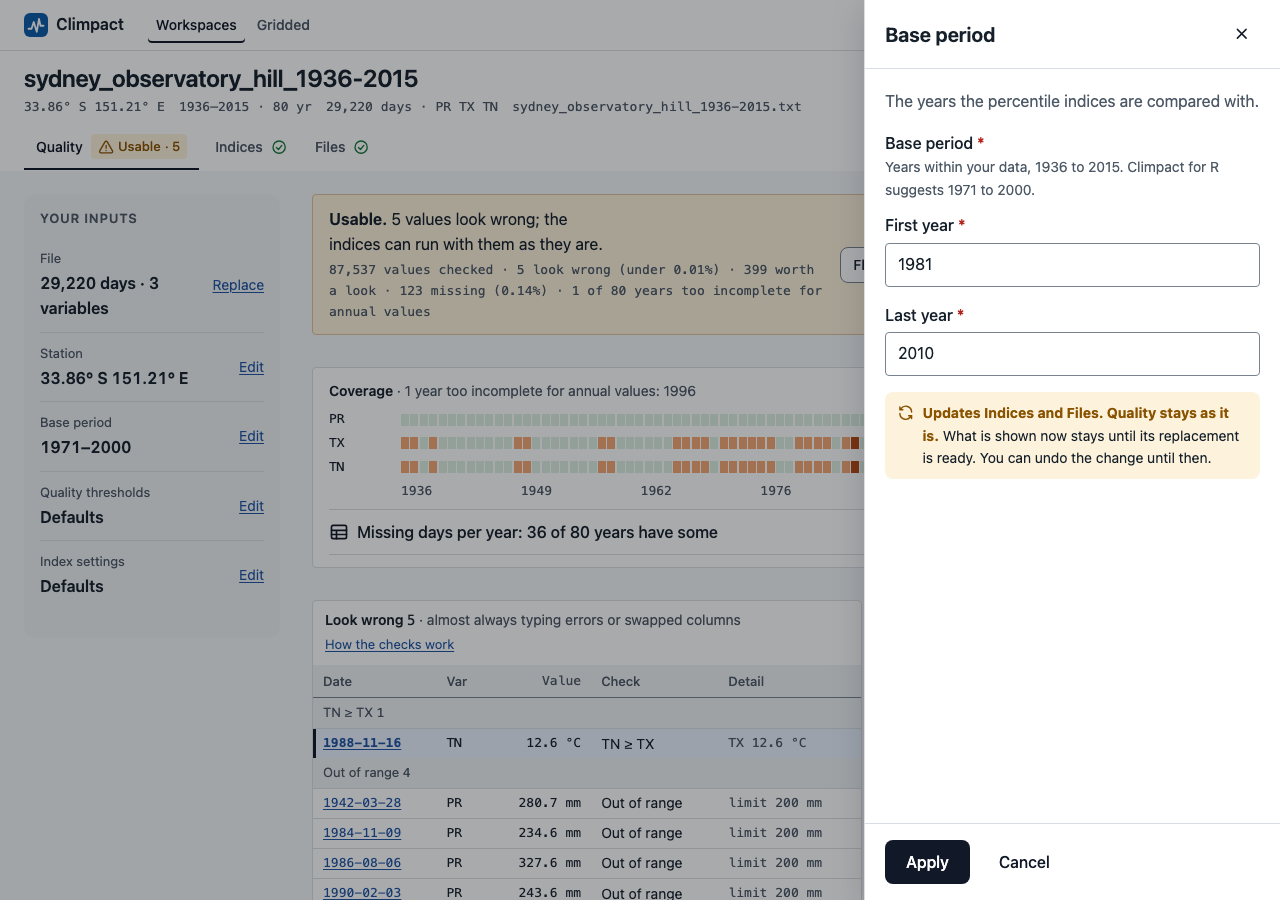 Climpact
Workspaces
Gridded
sydney_observatory_hill_1936-2015
33.86° S 151.21° E 1936–2015 · 80 yr 29,220 days · PR TX TN sydney_observatory_hill_1936-2015.txt
Quality
Usable · 5
Indices
Files
YOUR INPUTS
File
29,220 days · 3
variables
Replace
Station
33.86° S 151.21° E
Edit
Base period
1971–2000
Edit
Quality thresholds
Defaults
Edit
Index settings
Defaults
Edit
Usable. 5 values look wrong; the
indices can run with them as they are.
87,537 values checked · 5 look wrong (under 0.01%) · 399 worth
a look · 123 missing (0.14%) · 1 of 80 years too incomplete for
annual values
Coverage · 1 year too incomplete for annual values: 1996
PR
TX
TN
1936 1949 1962 1976
Missing days per year: 36 of 80 years have some
Look wrong 5 · almost always typing errors or swapped columns
How the checks work
Date Var Value Check Detail
TN ≥ TX 1
1988–11–16 TN 12.6 °C TN ≥ TX TX 12.6 °C
Out of range 4
1942–03–28 PR 280.7 mm Out of range limit 200 mm
1984–11–09 PR 234.6 mm Out of range limit 200 mm
1986–08–06 PR 327.6 mm Out of range limit 200 mm
1990–02–03 PR 243.6 mm Out of range limit 200 mm
Base period
The years the percentile indices are compared with.
Base period *
Years within your data, 1936 to 2015. Climpact for R
suggests 1971 to 2000.
First year *
1981
Last year *
2010
Updates Indices and Files. Quality stays as it
is. What is shown now stays until its replacement
is ready. You can undo the change until then.
Apply
Cancel